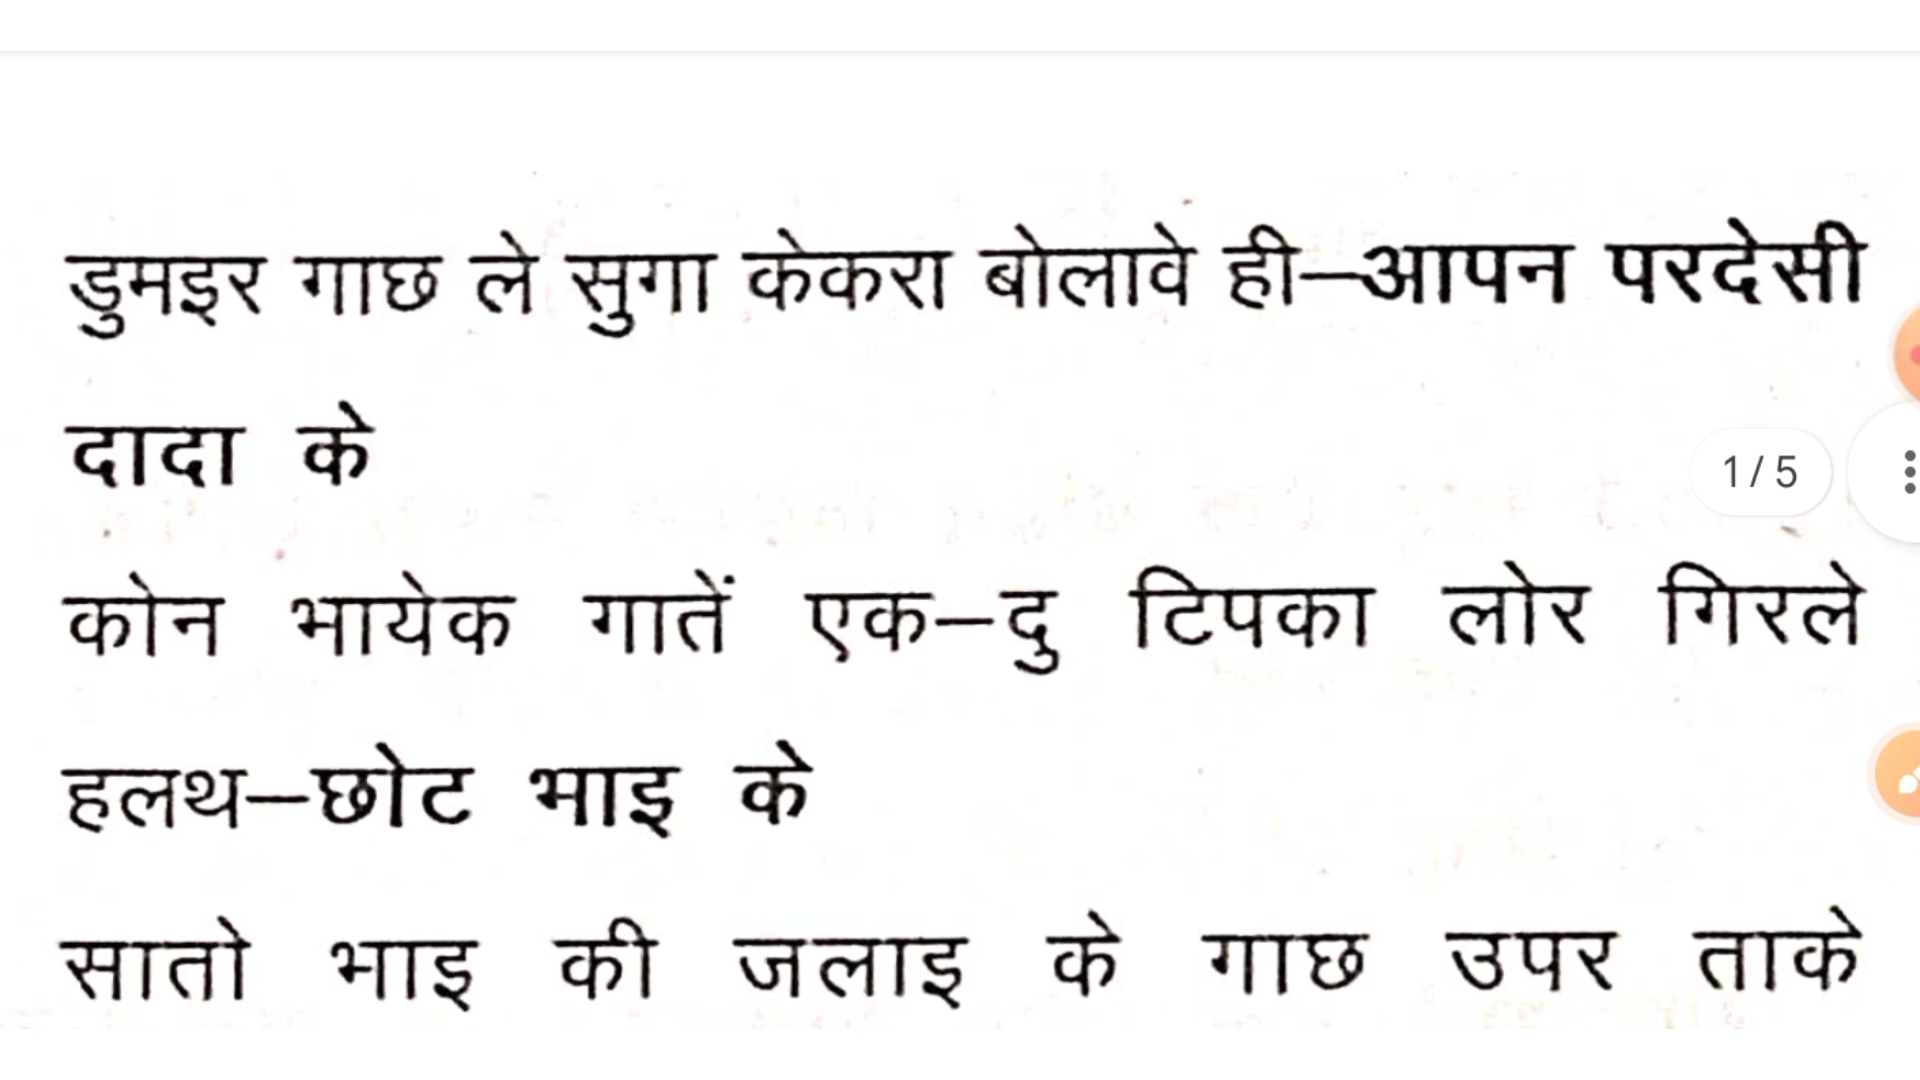 डुमइर गाछ ले सुगा केकरा बोलावे ही–आपन परदेसी
दादा के
1 / 5
कोन भायेक गातें एक–दु टिपका लोर गिरले
हलथ–छोट भाइ के
सातो भाइ की जलाइ के गाछ उपर ताके